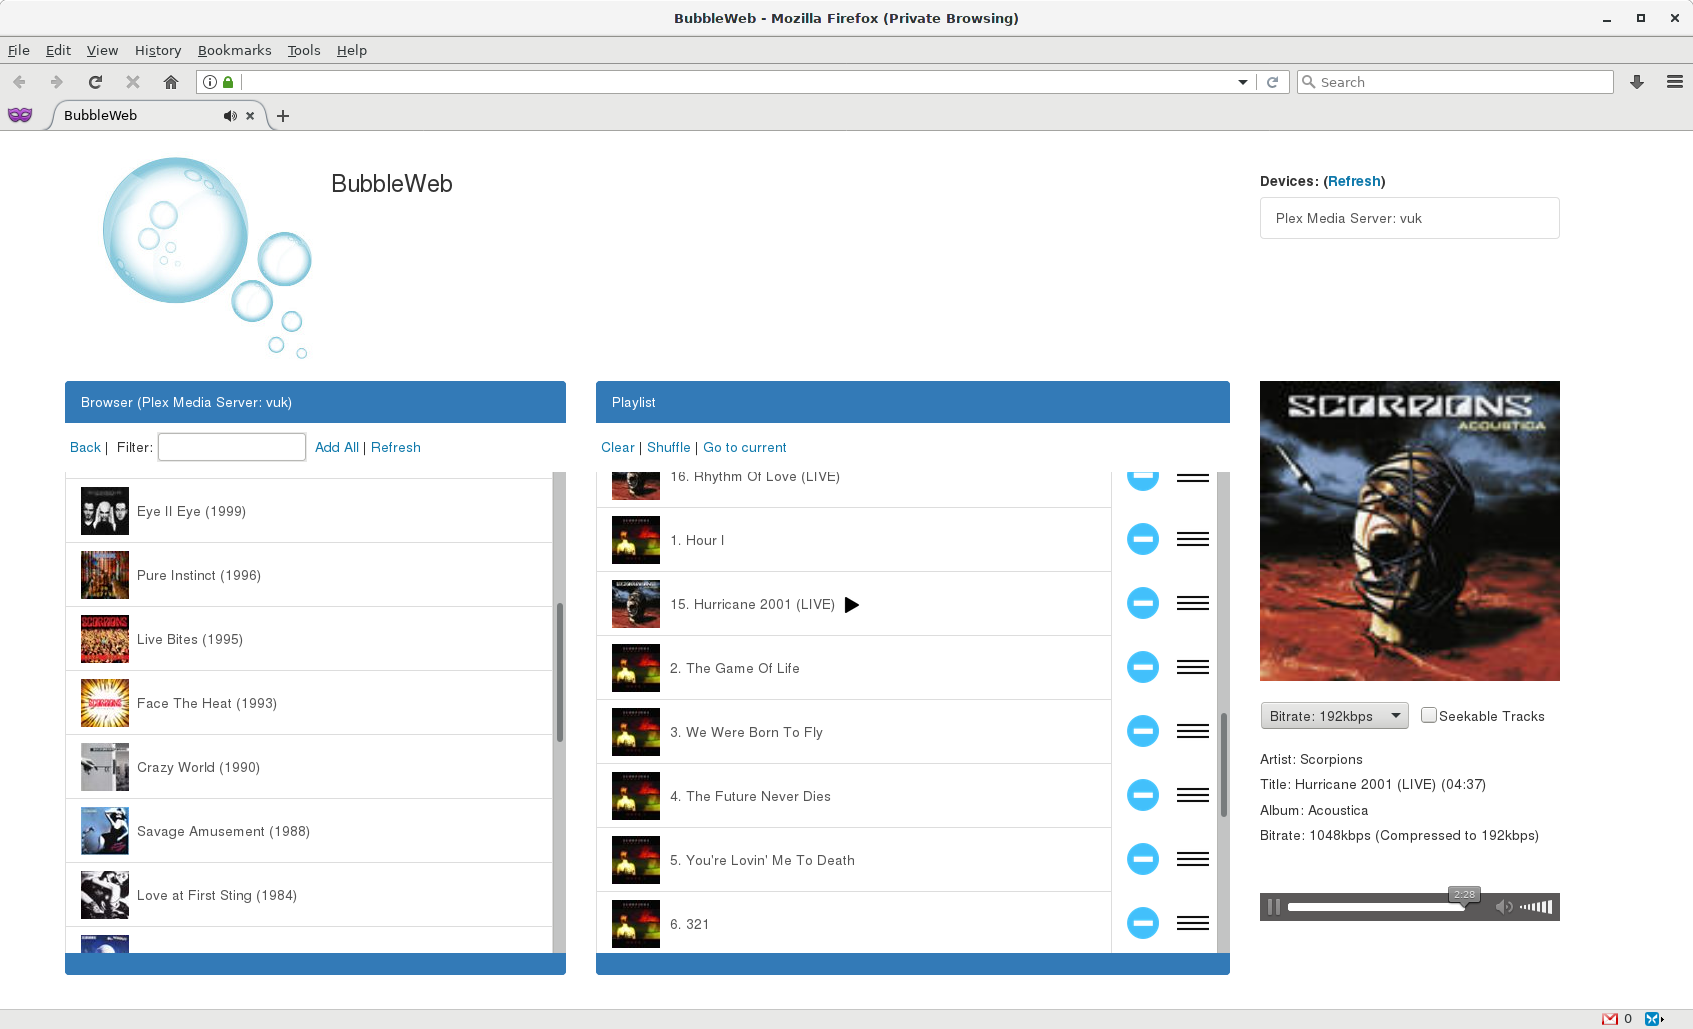 BubbleWeb - Mozilla Firefox (Private Browsing)
File Edit View History Bookmarks Tools Help
Search
BubbleWeb
BubbleWeb
Devices: (Refresh)
Plex Media Server: vuk
Browser (Plex Media Server: vuk)
Back | Filter: Add All | Refresh
Eye II Eye (1999)
Pure Instinct (1996)
Live Bites (1995)
Face The Heat (1993)
Crazy World (1990)
Savage Amusement (1988)
Love at First Sting (1984)
Playlist
Clear | Shuffle | Go to current
16. Rhythm Of Love (LIVE)
1. Hour I
15. Hurricane 2001 (LIVE)
2. The Game Of Life
3. We Were Born To Fly
4. The Future Never Dies
5. You're Lovin' Me To Death
6. 321
SCORPIONS
ACOUSTICA
Bitrate: 192kbps Seekable Tracks
Artist: Scorpions
Title: Hurricane 2001 (LIVE) (04:37)
Album: Acoustica
Bitrate: 1048kbps (Compressed to 192kbps)
2:28
0